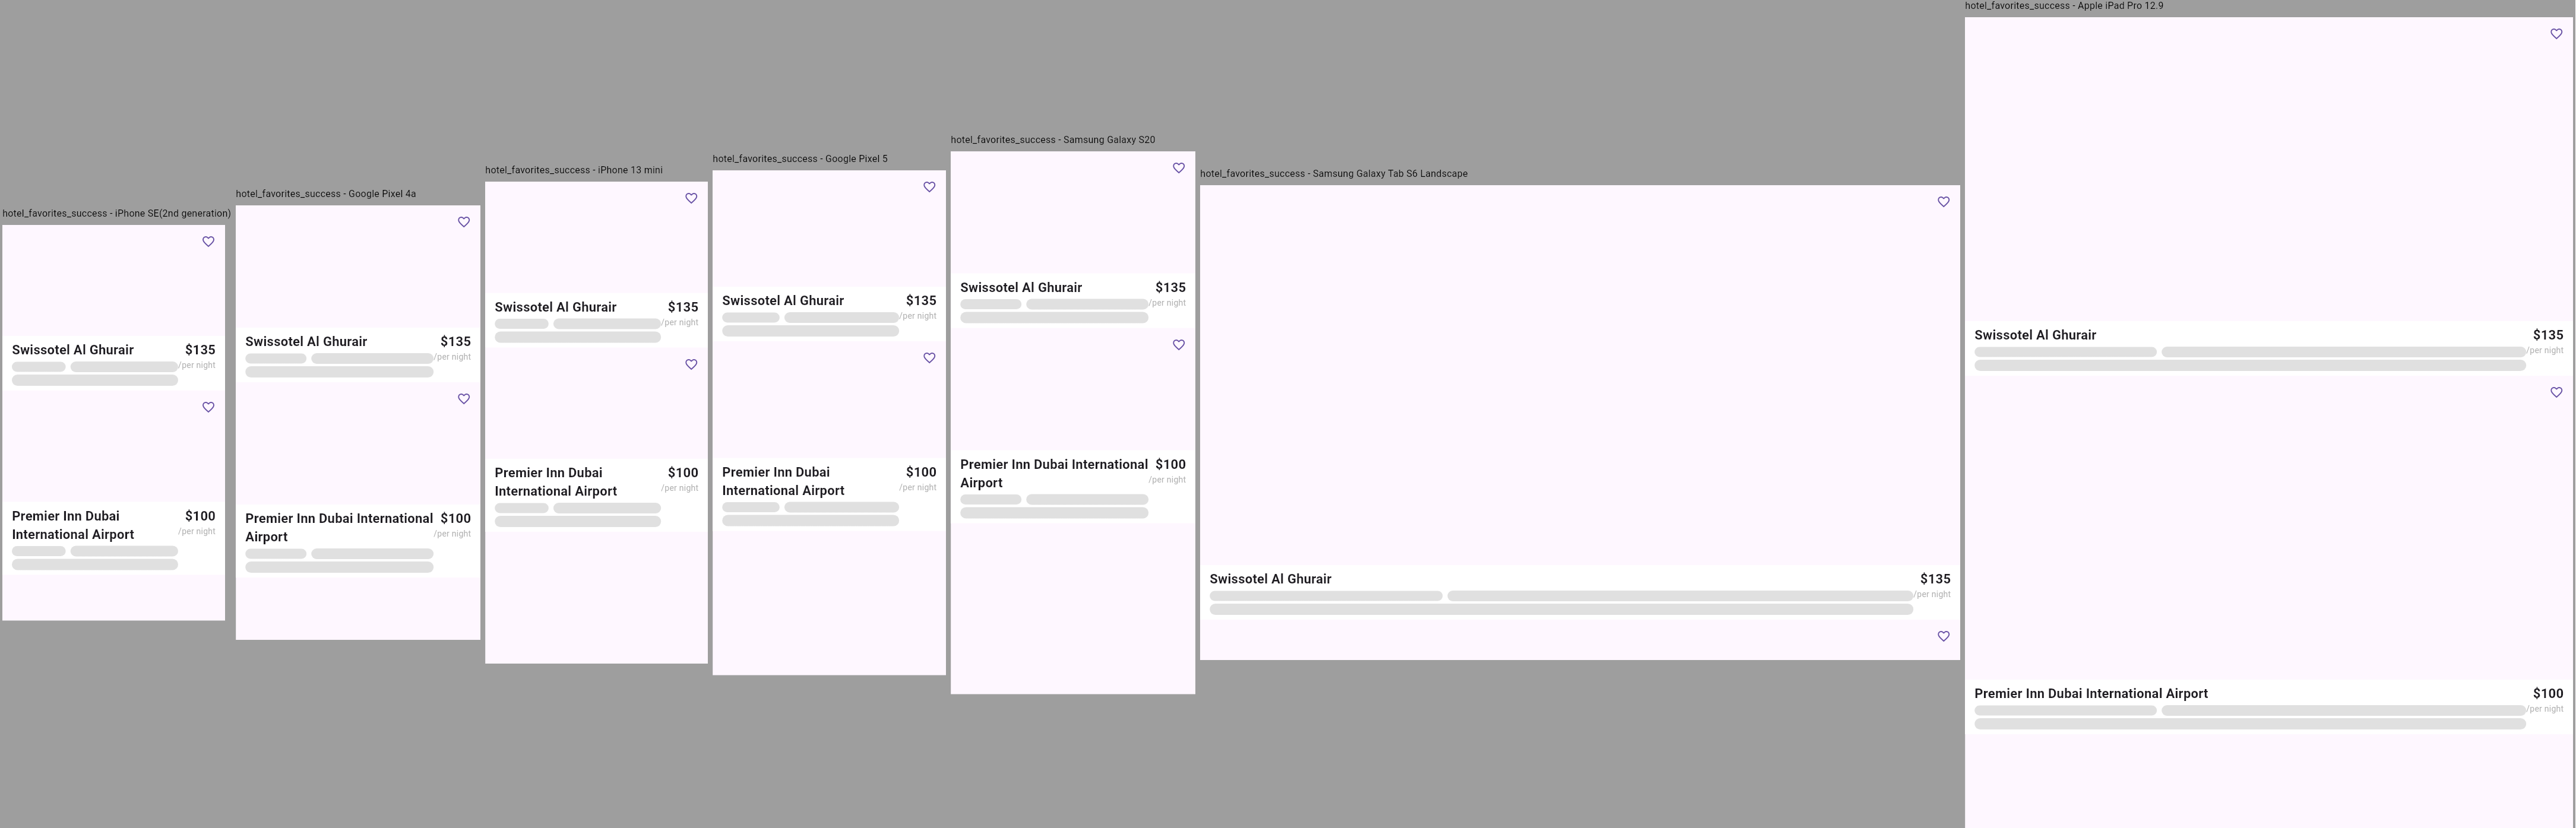 hotel_favorites_success - iPhone SE(2nd generation)
Swissotel Al Ghurair
$135
/per night
Premier Inn Dubai
International Airport
$100
/per night
hotel_favorites_success - Google Pixel 4a
Swissotel Al Ghurair
$135
/per night
Premier Inn Dubai International
Airport
$100
/per night
hotel_favorites_success - iPhone 13 mini
Swissotel Al Ghurair
$135
/per night
Premier Inn Dubai
International Airport
$100
/per night
hotel_favorites_success - Google Pixel 5
Swissotel Al Ghurair
$135
/per night
Premier Inn Dubai
International Airport
$100
/per night
hotel_favorites_success - Samsung Galaxy S20
Swissotel Al Ghurair
$135
/per night
Premier Inn Dubai International
Airport
$100
/per night
hotel_favorites_success - Samsung Galaxy Tab S6 Landscape
Swissotel Al Ghurair
$135
/per night
hotel_favorites_success - Apple iPad Pro 12.9
Swissotel Al Ghurair
$135
/per night
Premier Inn Dubai International Airport
$100
/per night